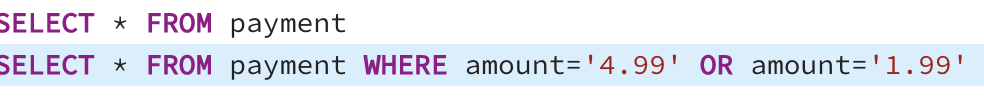 SELECT * FROM payment
SELECT * FROM payment WHERE amount='4.99' OR amount='1.99'